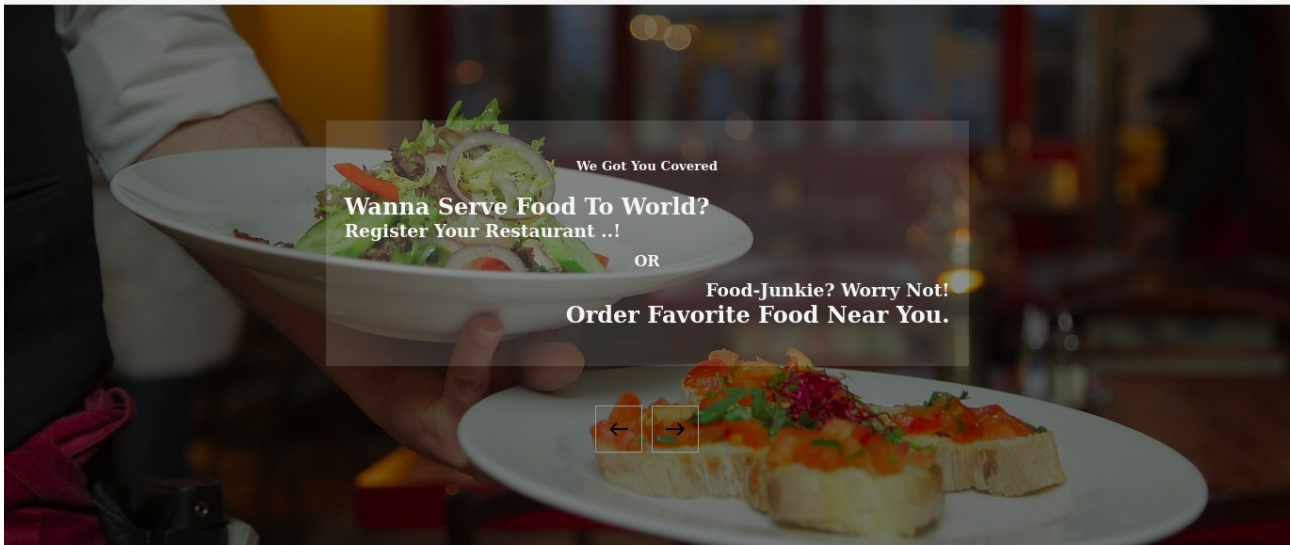 We Got You Covered
Wanna Serve Food To World?
Register Your Restaurant ..!
OR
Food-Junkie? Worry Not!
Order Favorite Food Near You.